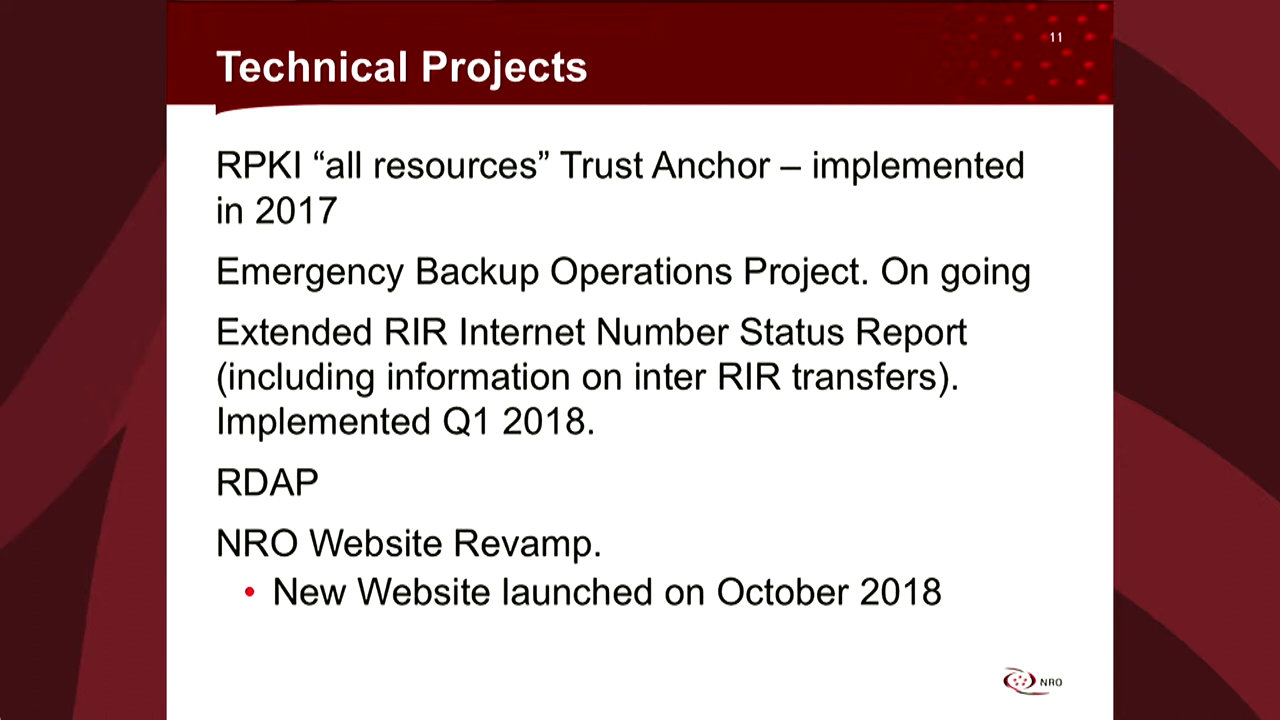 11
Technical Projects
RPKI “all resources” Trust Anchor – implemented
in 2017
Emergency Backup Operations Project. On going
Extended RIR Internet Number Status Report
(including information on inter RIR transfers).
Implemented Q1 2018.
RDAP
NRO Website Revamp.
• New Website launched on October 2018
NRO